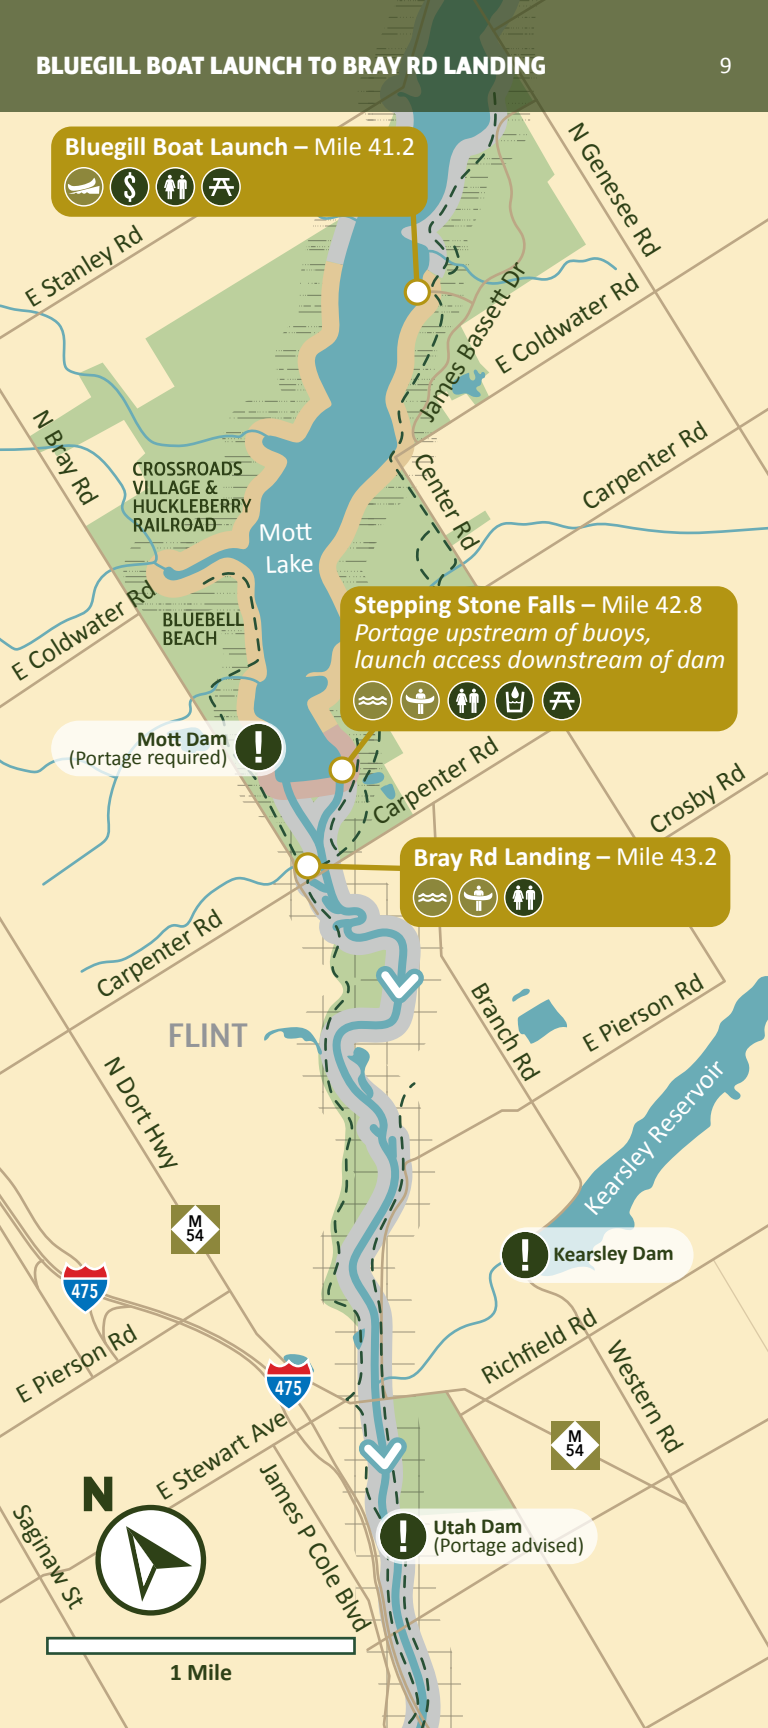 BLUEGILL BOAT LAUNCH TO BRAY RD LANDING
9
Bluegill Boat Launch – Mile 41.2
$
N Genesee Rd
E Stanley Rd
James Bassett Dr
E Coldwater Rd
N Bray Rd
Center Rd
Carpenter Rd
CROSSROADS
VILLAGE &
HUCKLEBERRY
RAILROAD
Mott
Lake
E Coldwater Rd
BLUEBELL
BEACH
Stepping Stone Falls – Mile 42.8
Portage upstream of buoys,
launch access downstream of dam
Mott Dam
(Portage required)
!
Carpenter Rd
Crosby Rd
Bray Rd Landing – Mile 43.2
Carpenter Rd
Branch Rd
E Pierson Rd
FLINT
N Dort Hwy
Kearsley Reservoir
M
54
!
Kearsley Dam
475
E Pierson Rd
Richfield Rd
Western Rd
475
E Stewart Ave
M
54
N
James P Cole Blvd
Saginaw St
!
Utah Dam
(Portage advised)
1 Mile